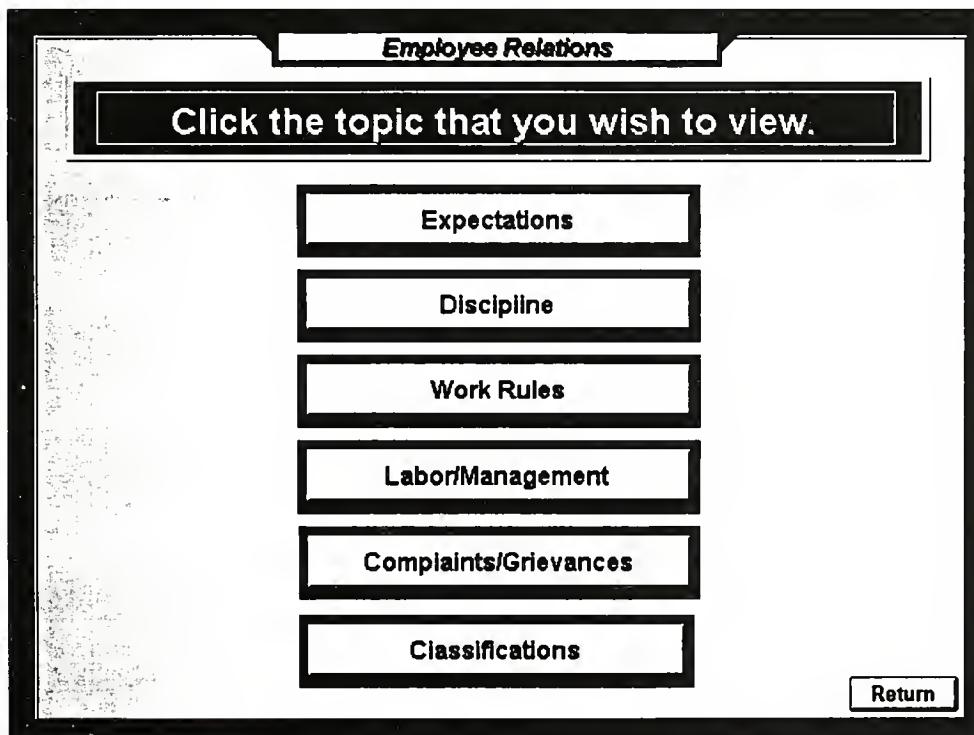 Employee Relations
Click the topic that you wish to view.
Expectations
Discipline
Work Rules
Labor/Management
Complaints/Grievances
Classifications
Return